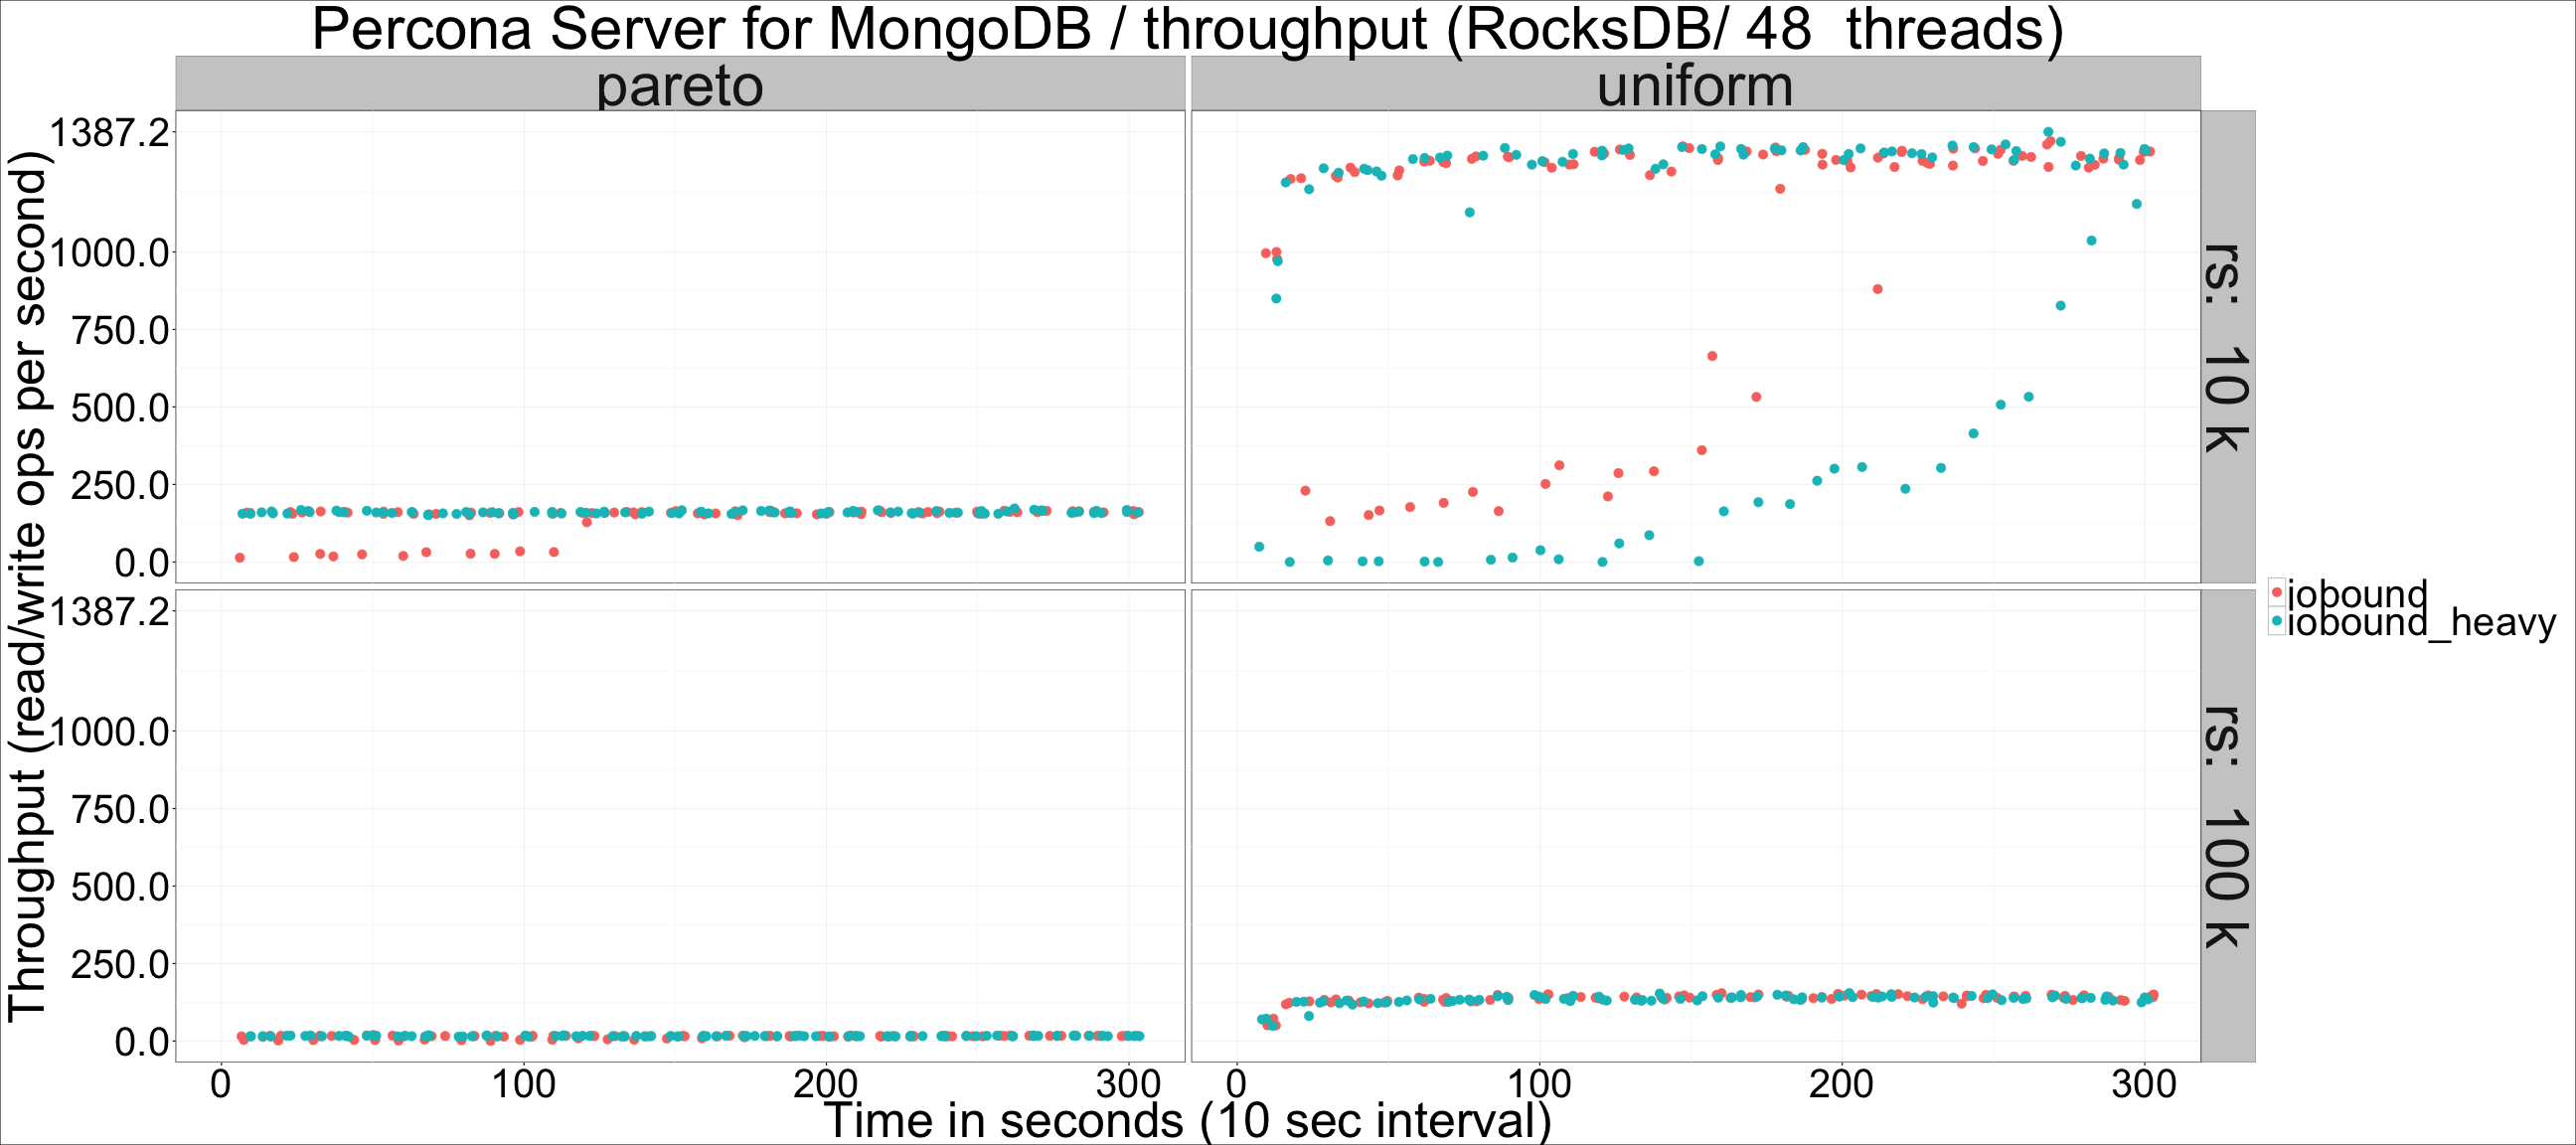 Percona Server for MongoDB / throughput (RocksDB/ 48  threads)
pareto
uniform
Throughput (read/write ops per second)
1387.2
1000.0
750.0
500.0
250.0
0.0
rs:  10 k
1387.2
1000.0
750.0
500.0
250.0
0.0
rs:  100 k
iobound
iobound_heavy
0 100 200 300
0 100 200 300
Time in seconds (10 sec interval)